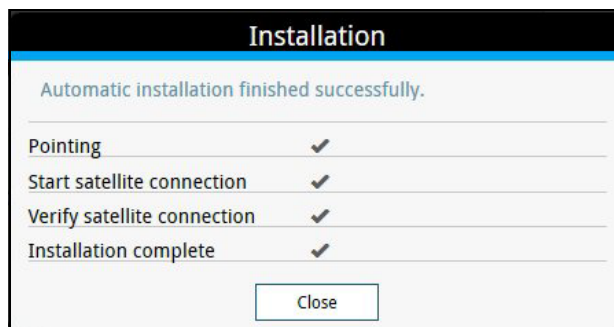 Installation
Automatic installation finished successfully.
Pointing ✔
Start satellite connection ✔
Verify satellite connection ✔
Installation complete ✔
Close